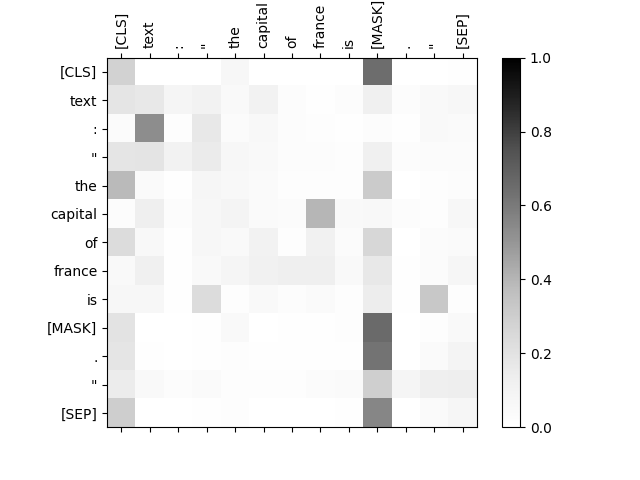 [CLS] text : " the capital of france is [MASK] . " [SEP]
[CLS]
text
:
"
the
capital
of
france
is
[MASK]
.
"
[SEP]
1.0
0.8
0.6
0.4
0.2
0.0